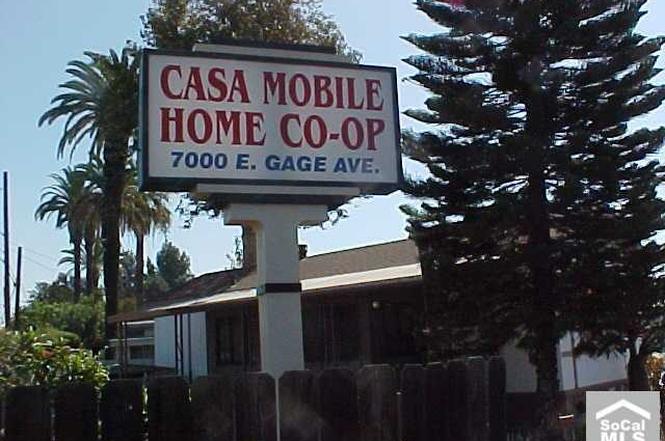 CASA MOBILE
HOME CO-OP
7000 E. GAGE AVE.
SoCal
MLS